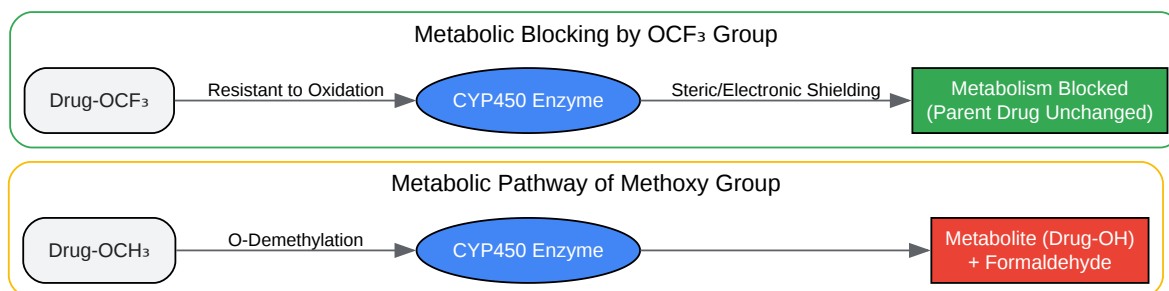 Metabolic Blocking by OCF₃ Group
Drug-OCF₃
Resistant to Oxidation
CYP450 Enzyme
Steric/Electronic Shielding
Metabolism Blocked
(Parent Drug Unchanged)
Metabolic Pathway of Methoxy Group
Drug-OCH₃
O-Demethylation
CYP450 Enzyme
Metabolite (Drug-OH)
+ Formaldehyde